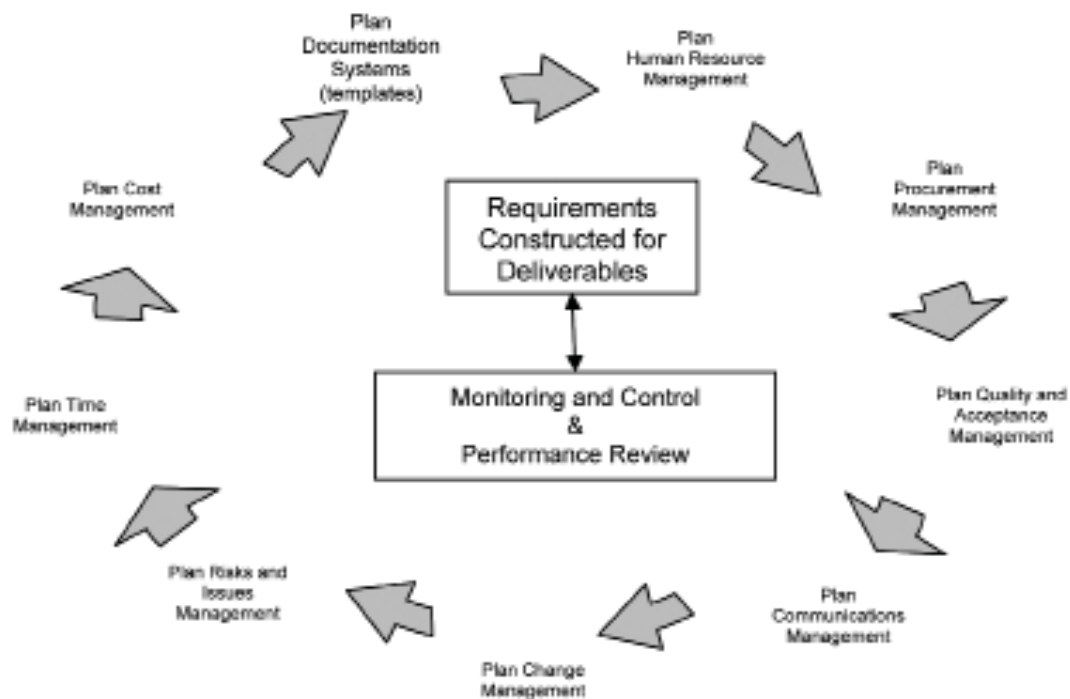 Plan
Documentation
Systems
(templates)
Plan
Human Resource
Management
Plan Cost
Management
Plan
Procurement
Management
Requirements
Constructed for
Deliverables
Monitoring and Control
&
Performance Review
Plan Time
Management
Plan Quality and
Acceptance
Management
Plan Risks and
Issues
Management
Plan
Communications
Management
Plan Change
Management